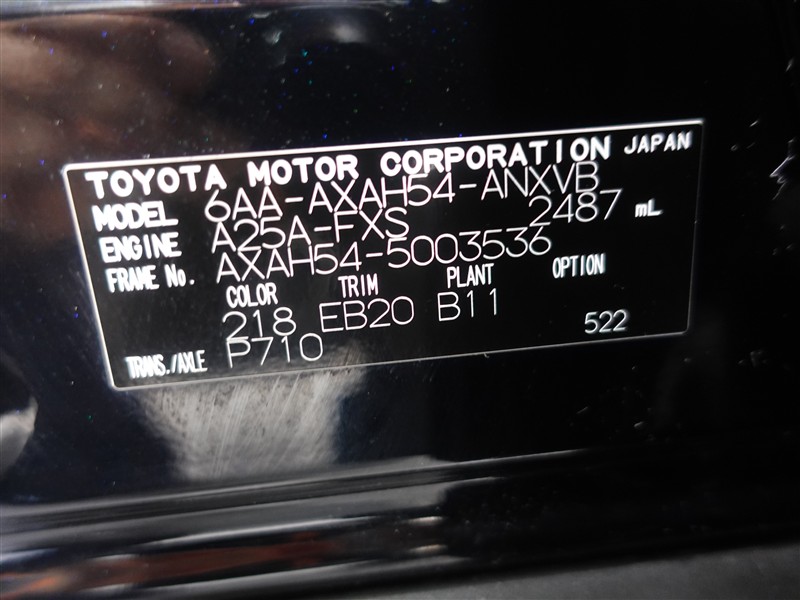 TOYOTA MOTOR CORPORATION JAPAN
MODEL 6AA-AXAH54-ANXVB
ENGINE A25A-FXS 2487 mL
FRAME No. AXAH54-5003536
COLOR TRIM PLANT OPTION
218 EB20 B11
TRANS./AXLE P710 522